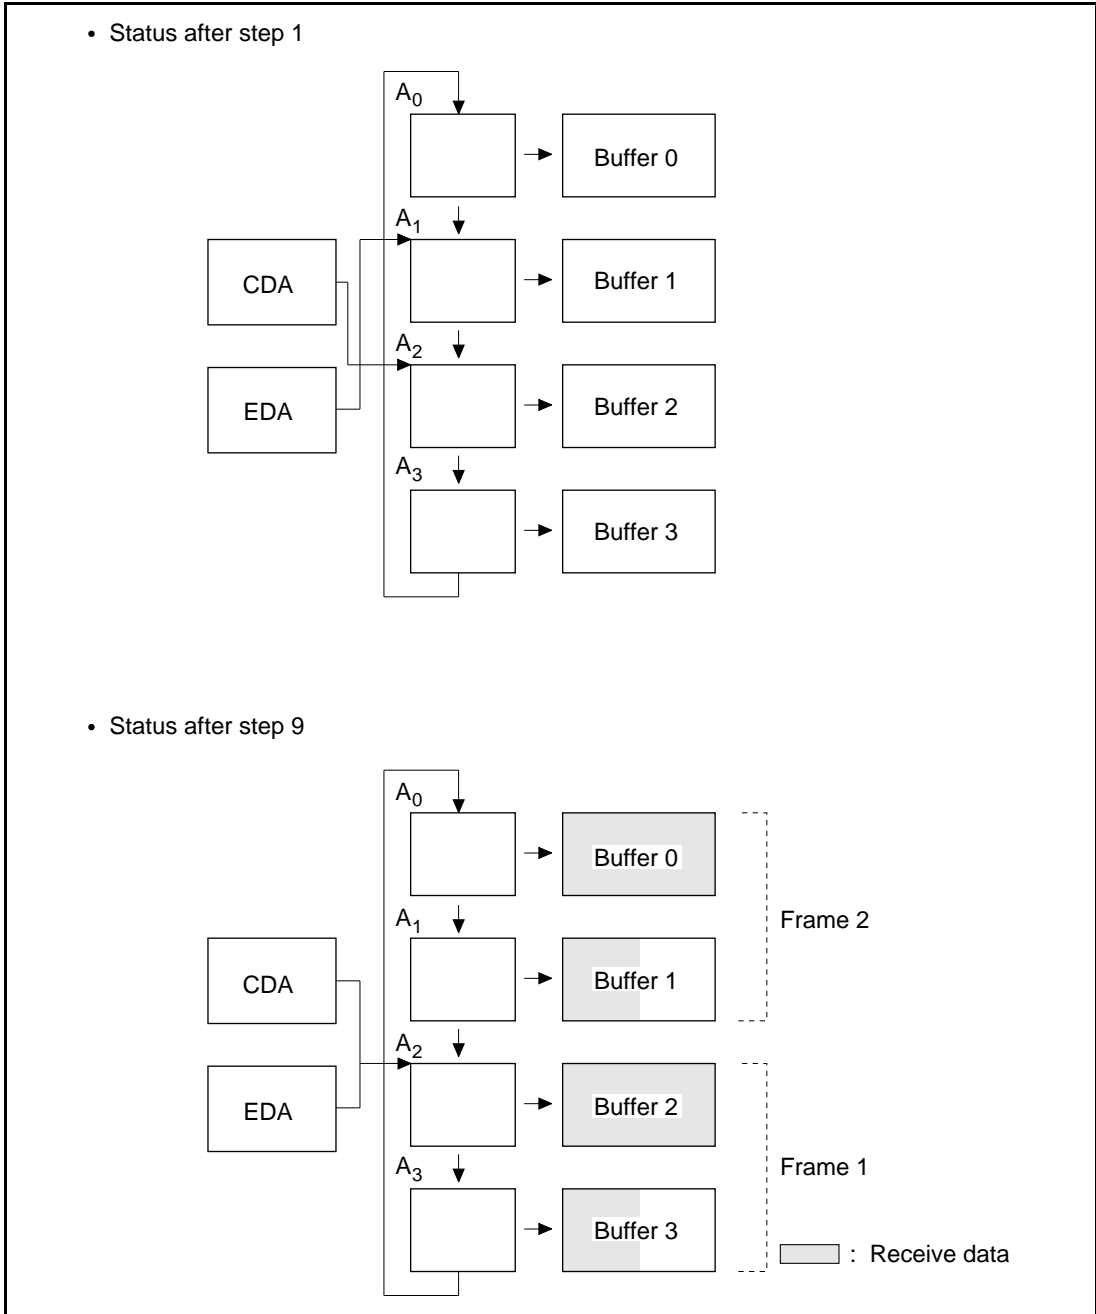 • Status after step 1
A0
Buffer 0
A1
CDA
Buffer 1
A2
EDA
Buffer 2
A3
Buffer 3
• Status after step 9
A0
Buffer 0
A1
Frame 2
CDA
Buffer 1
A2
EDA
Buffer 2
A3
Frame 1
Buffer 3
: Receive data